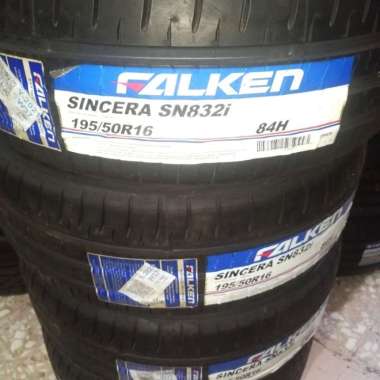 FALKEN
SINCERA SN832i
195/50R16 84H
FALKEN
FALKEN
SINCERA SN832i
195/50R16
FALKEN
FALKEN